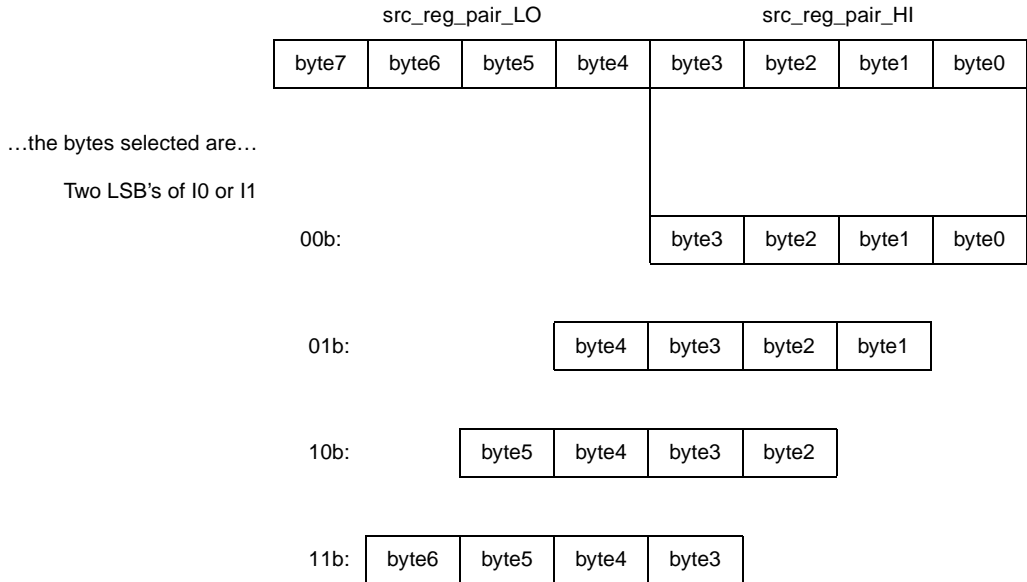 src_reg_pair_LO src_reg_pair_HI
byte7 byte6 byte5 byte4 byte3 byte2 byte1 byte0
…the bytes selected are…
Two LSB’s of I0 or I1
00b: byte3 byte2 byte1 byte0
01b: byte4 byte3 byte2 byte1
10b: byte5 byte4 byte3 byte2
11b: byte6 byte5 byte4 byte3